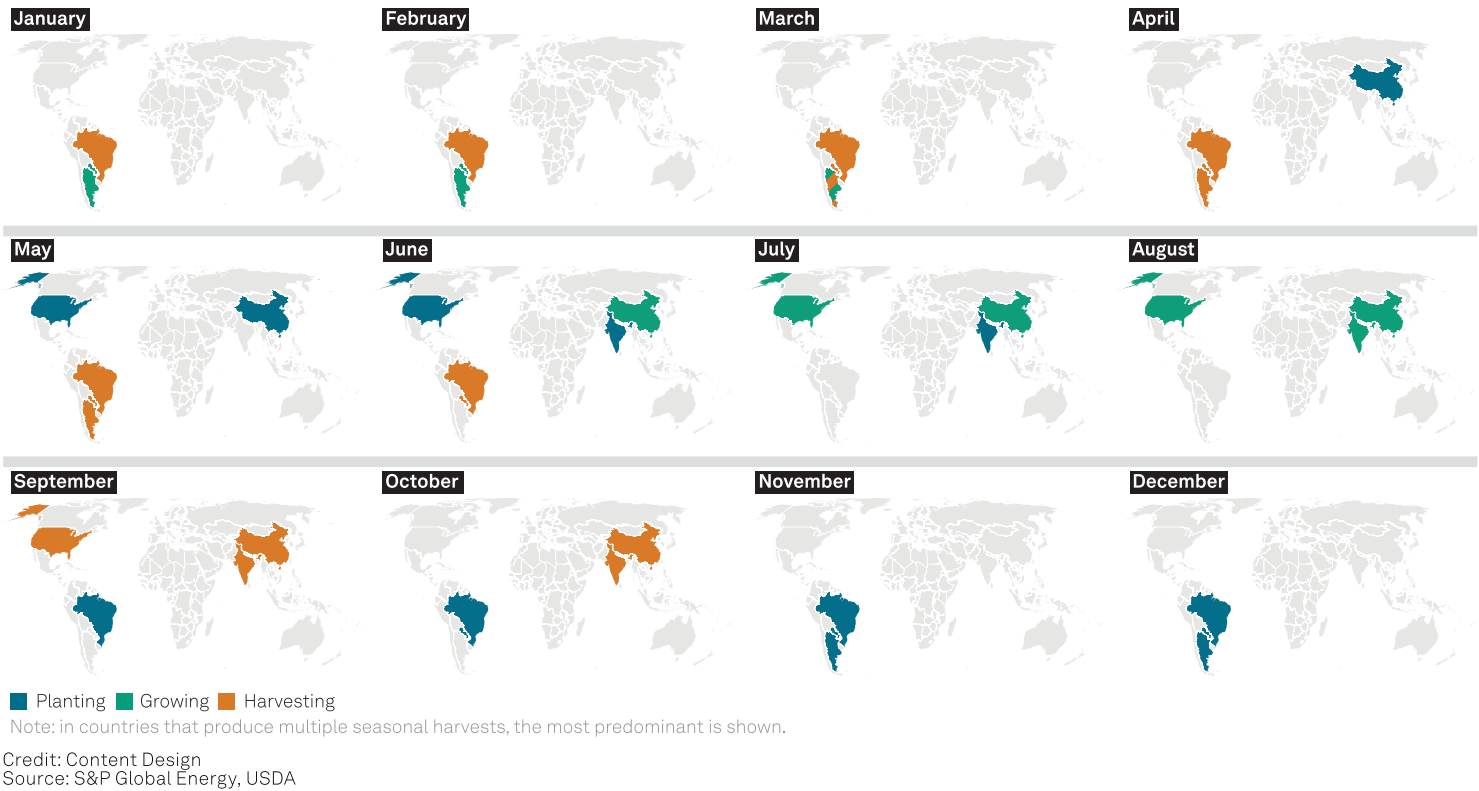 January
February
March
April
May
June
July
August
September
October
November
December
Planting
Growing
Harvesting
Note: in countries that produce multiple seasonal harvests, the most predominant is shown.
Credit: Content Design
Source: S&P Global Energy, USDA